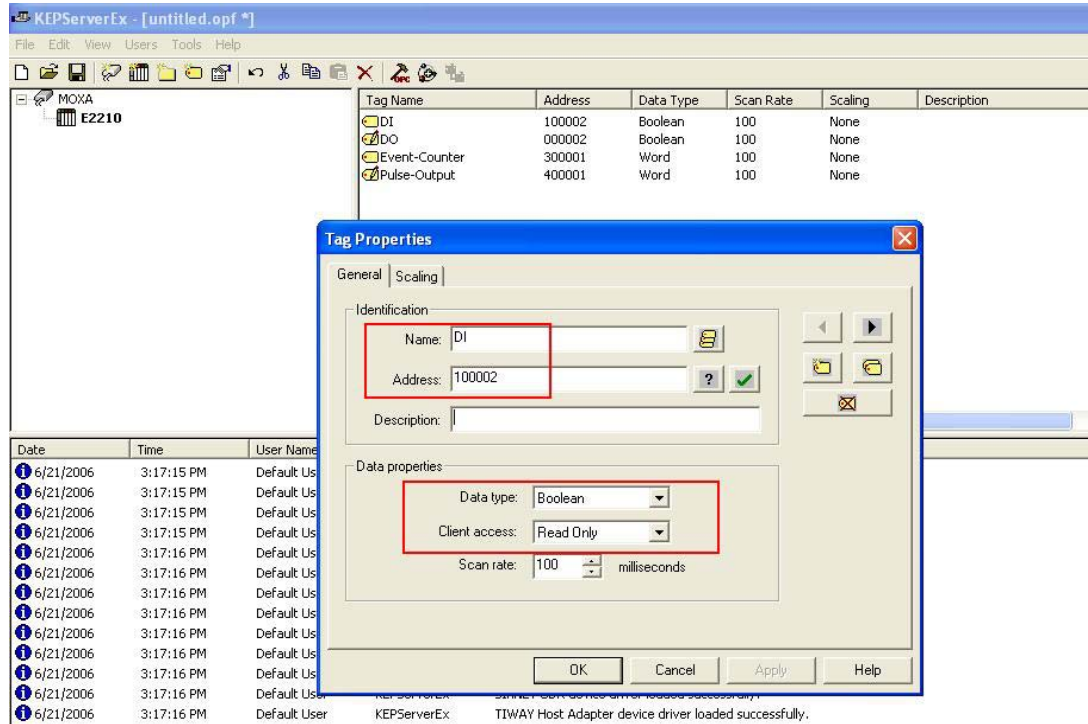 KEPServerEx - [untitled.opf *]
File Edit View Users Tools Help
MOXA
E2210
Tag Name Address Data Type Scan Rate Scaling Description
DI 100002 Boolean 100 None
DO 000002 Boolean 100 None
Event-Counter 300001 Word 100 None
Pulse-Output 400001 Word 100 None
Tag Properties
General Scaling
Identification
Name: DI
Address: 100002
Description:
Data properties
Data type: Boolean
Client access: Read Only
Scan rate: 100 milliseconds
OK Cancel Apply Help
Date Time User Name
6/21/2006 3:17:15 PM Default Us
6/21/2006 3:17:15 PM Default Us
6/21/2006 3:17:15 PM Default Us
6/21/2006 3:17:15 PM Default Us
6/21/2006 3:17:16 PM Default Us
6/21/2006 3:17:16 PM Default Us
6/21/2006 3:17:16 PM Default Us
6/21/2006 3:17:16 PM Default Us
6/21/2006 3:17:16 PM Default Us
6/21/2006 3:17:16 PM Default Us
6/21/2006 3:17:16 PM Default Us
6/21/2006 3:17:16 PM Default User device driver loaded successfully.
6/21/2006 3:17:16 PM Default User KEPServerEx TIWAY Host Adapter device driver loaded successfully.